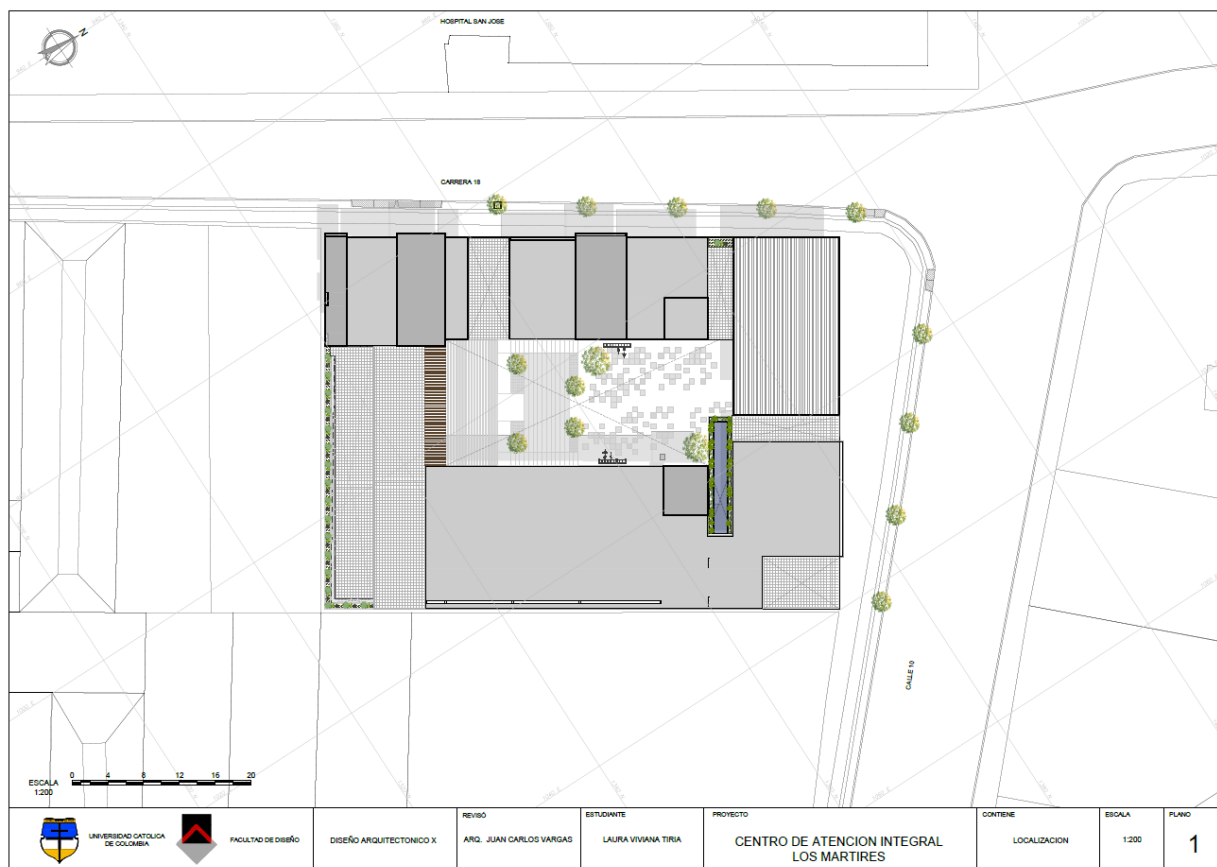 HOSPITAL SAN JOSE
N
CARRERA 18
CALLE 10
ESCALA
1:200
0 4 8 12 16 20
UNIVERSIDAD CATOLICA
DE COLOMBIA
FACULTAD DE DISEÑO
DISEÑO ARQUITECTONICO X
REVISÓ
ARQ. JUAN CARLOS VARGAS
ESTUDIANTE
LAURA VIVIANA TIRIA
PROYECTO
CENTRO DE ATENCION INTEGRAL
LOS MARTIRES
CONTIENE
LOCALIZACION
ESCALA
1:200
PLANO
1